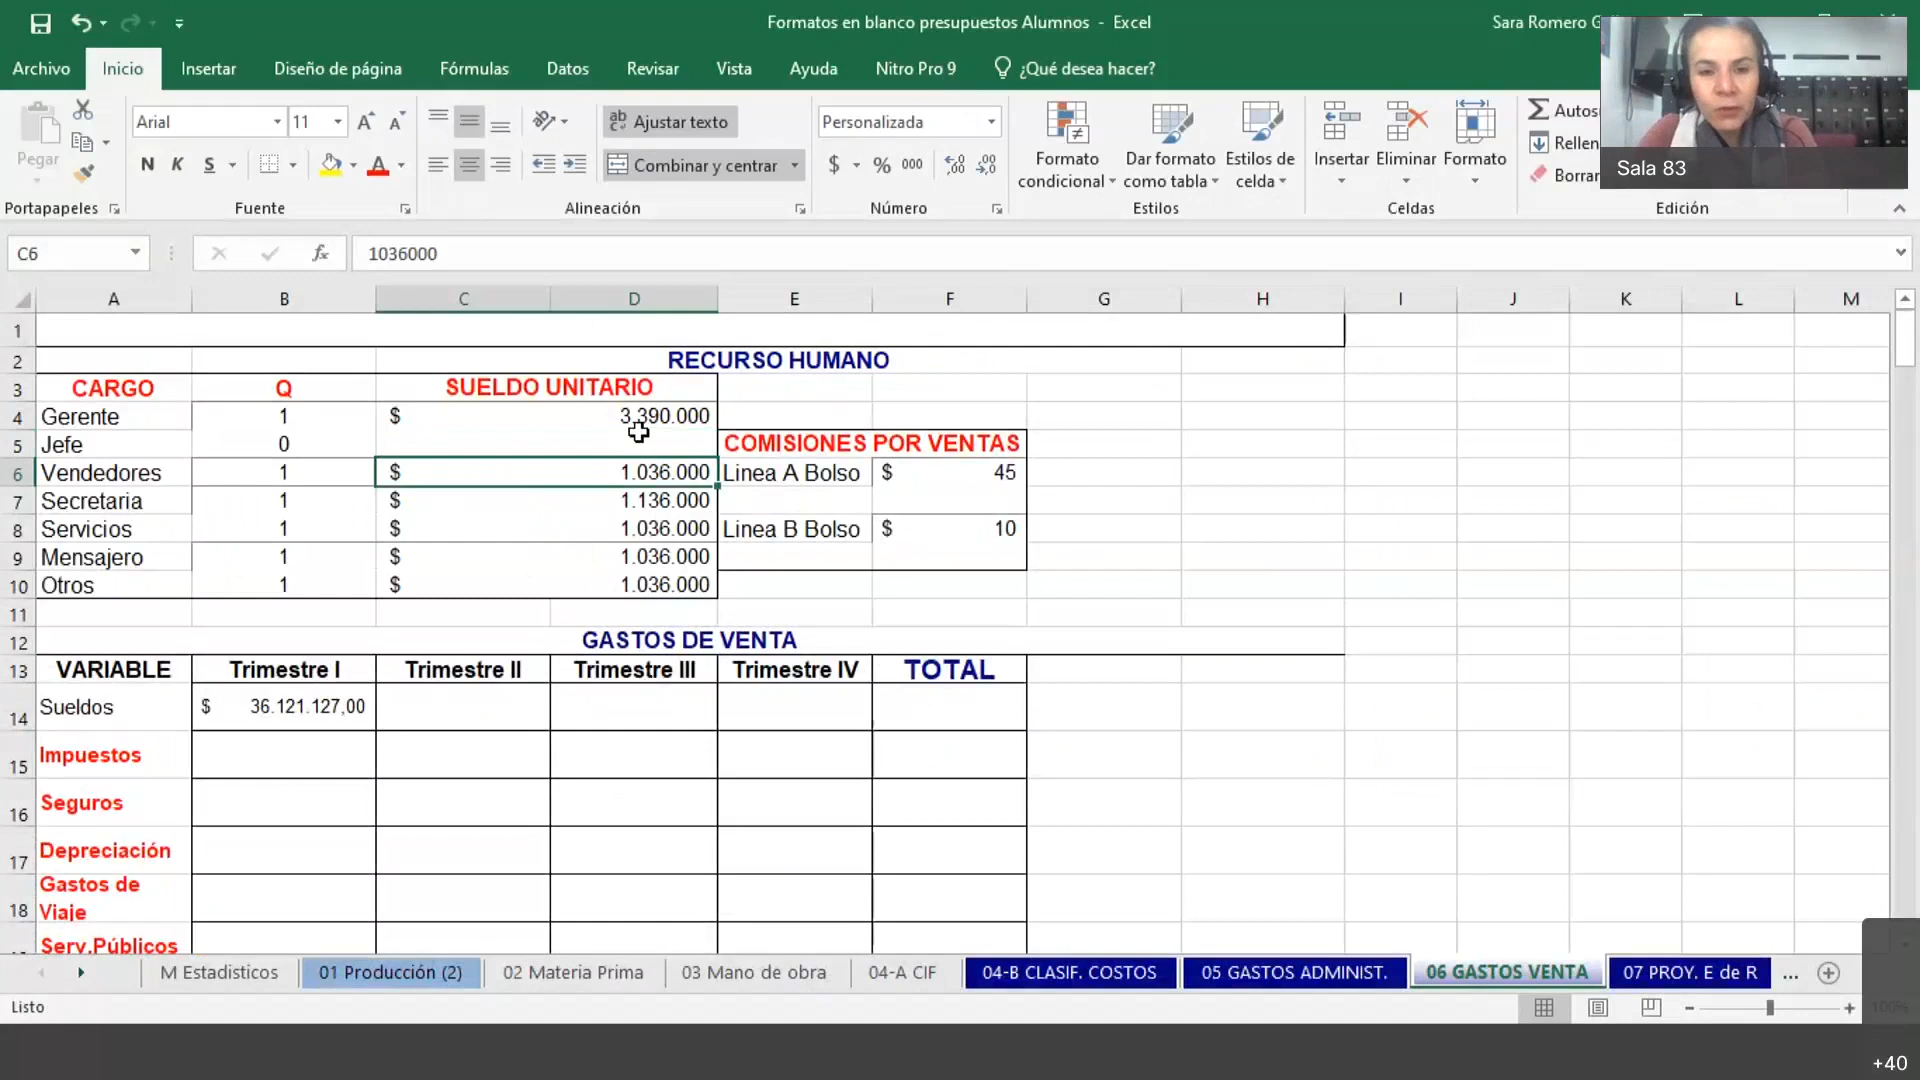 Formatos en blanco presupuestos Alumnos - Excel
Sara Romero G
Archivo Inicio Insertar Diseño de página Fórmulas Datos Revisar Vista Ayuda Nitro Pro 9 ¿Qué desea hacer?
Pegar
Portapapeles
Arial 11
N K S
Fuente
Ajustar texto
Combinar y centrar
Alineación
Personalizada
$ % 000
Número
Formato condicional
Dar formato como tabla
Estilos de celda
Estilos
Insertar Eliminar Formato
Celdas
Autos
Rellen
Borrar
Edición
Sala 83
C6 fx 1036000
A B C D E F G H I J K L M
1
2 RECURSO HUMANO
3 CARGO Q SUELDO UNITARIO
4 Gerente 1 $ 3.390.000
5 Jefe 0 COMISIONES POR VENTAS
6 Vendedores 1 $ 1.036.000 Linea A Bolso $ 45
7 Secretaria 1 $ 1.136.000
8 Servicios 1 $ 1.036.000 Linea B Bolso $ 10
9 Mensajero 1 $ 1.036.000
10 Otros 1 $ 1.036.000
11
12 GASTOS DE VENTA
13 VARIABLE Trimestre I Trimestre II Trimestre III Trimestre IV TOTAL
14 Sueldos $ 36.121.127,00
15 Impuestos
16 Seguros
17 Depreciación
18 Gastos de Viaje
Serv.Públicos
M Estadisticos 01 Producción (2) 02 Materia Prima 03 Mano de obra 04-A CIF 04-B CLASIF. COSTOS 05 GASTOS ADMINIST. 06 GASTOS VENTA 07 PROY. E de R ...
Listo
100%
+40